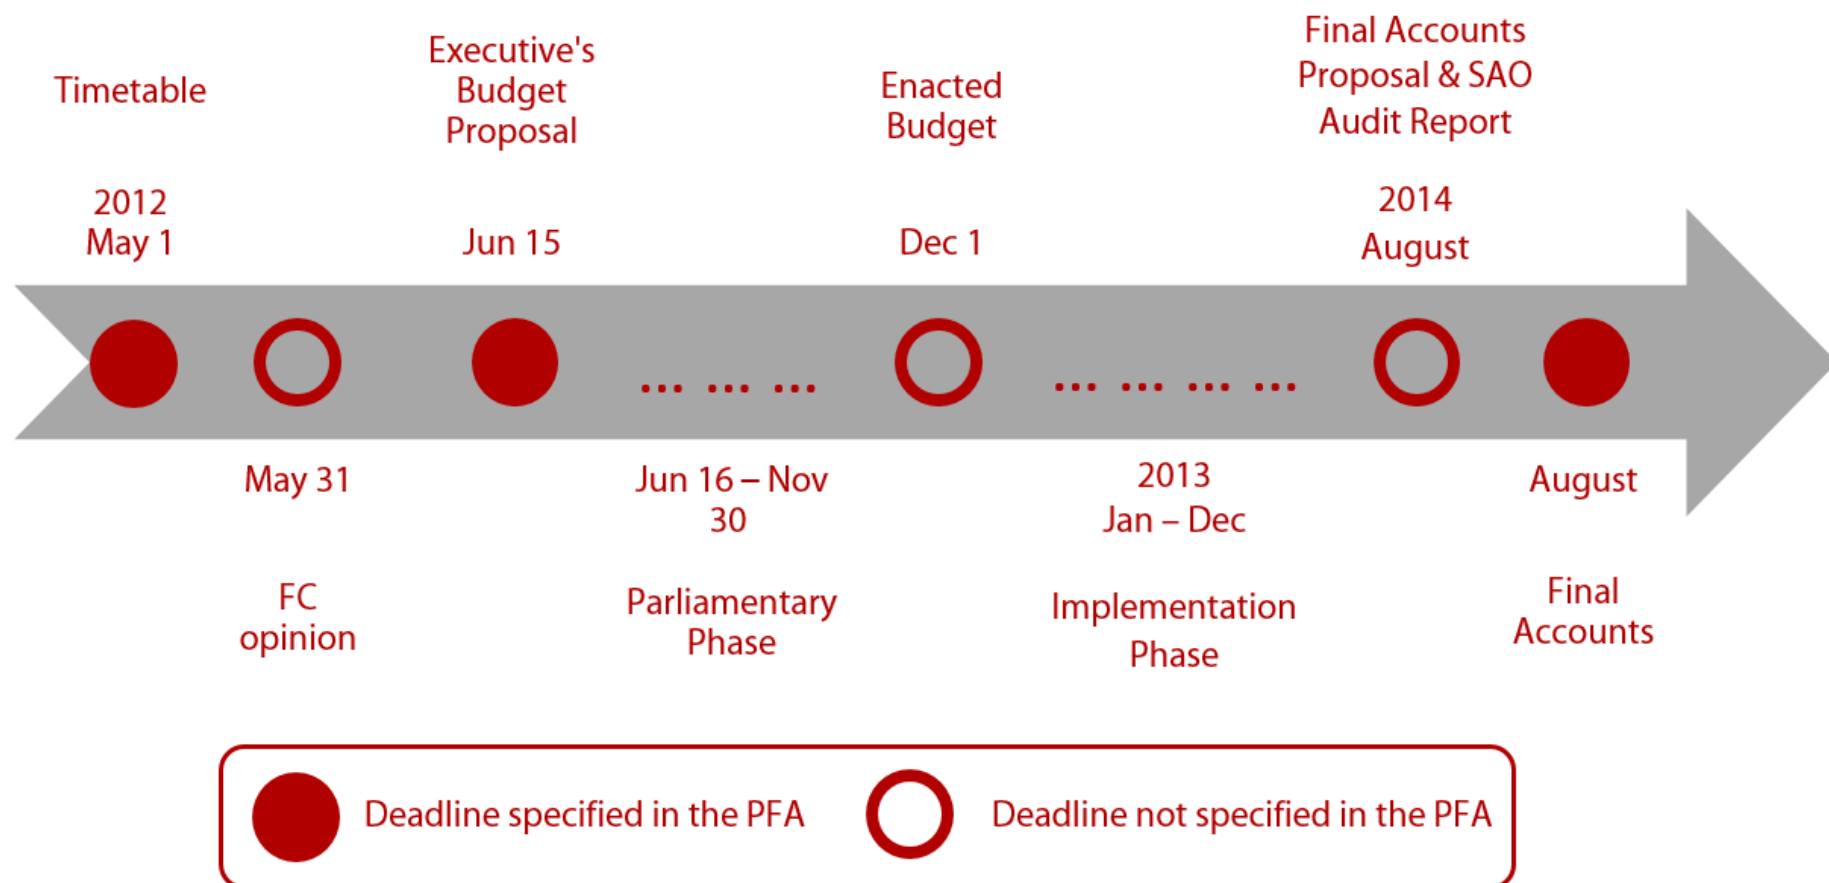 Timetable
2012
May 1
Executive's
Budget
Proposal
Jun 15
Enacted
Budget
Dec 1
Final Accounts
Proposal & SAO
Audit Report
2014
August
... ... ...
... ... ... ...
May 31
FC
opinion
Jun 16 – Nov
30
Parliamentary
Phase
2013
Jan – Dec
Implementation
Phase
August
Final
Accounts
Deadline specified in the PFA
Deadline not specified in the PFA